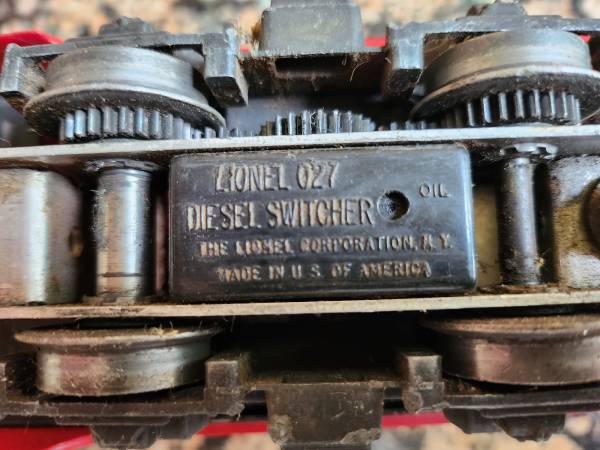 LIONEL 027
DIESEL SWITCHER
OIL
THE LIONEL CORPORATION, N.Y.
MADE IN U.S. OF AMERICA